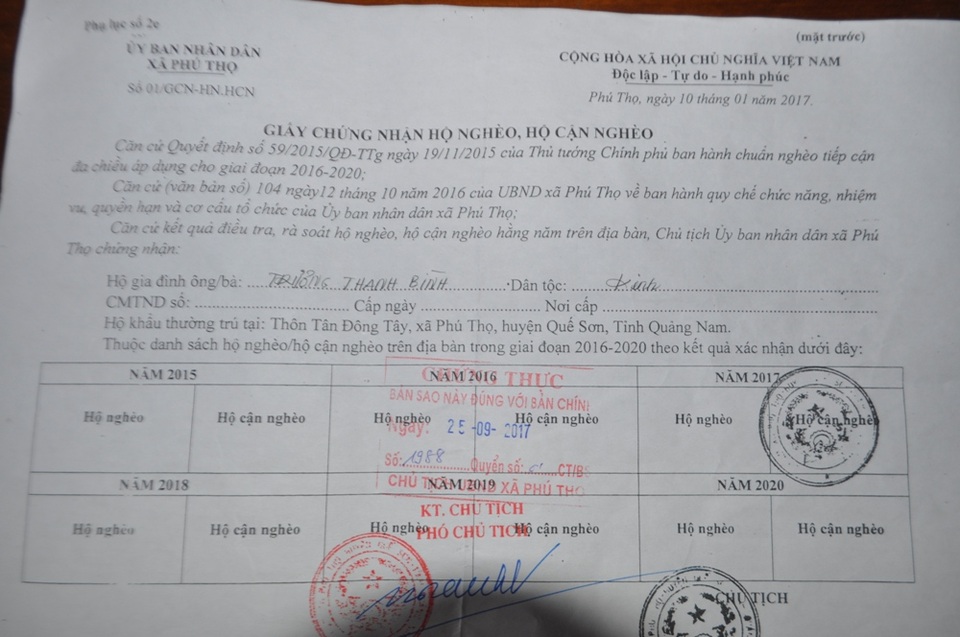 Phụ lục số 2e
(mặt trước)
ỦY BAN NHÂN DÂN
XÃ PHÚ THỌ
Số 01/GCN-HN.HCN
CỘNG HÒA XÃ HỘI CHỦ NGHĨA VIỆT NAM
Độc lập - Tự do - Hạnh phúc
Phú Thọ, ngày 10 tháng 01 năm 2017.
GIẤY CHỨNG NHẬN HỘ NGHÈO, HỘ CẬN NGHÈO
Căn cứ Quyết định số 59/2015/QĐ-TTg ngày 19/11/2015 của Thủ tướng Chính phủ ban hành chuẩn nghèo tiếp cận
đa chiều áp dụng cho giai đoạn 2016-2020;
Căn cứ (văn bản số) 104 ngày12 tháng 10 năm 2016 của UBND xã Phú Thọ về ban hành quy chế chức năng, nhiệm
vụ, quyền hạn và cơ cấu tổ chức của Ủy ban nhân dân xã Phú Thọ;
Căn cứ kết quả điều tra, rà soát hộ nghèo, hộ cận nghèo hằng năm trên địa bàn, Chủ tịch Ủy ban nhân dân xã Phú
Thọ chứng nhận:
Hộ gia đình ông/bà: TRƯƠNG THANH BÌNH Dân tộc: Kinh
CMTND số: Cấp ngày Nơi cấp
Hộ khẩu thường trú tại: Thôn Tân Đông Tây, xã Phú Thọ, huyện Quế Sơn, Tỉnh Quảng Nam.
Thuộc danh sách hộ nghèo/hộ cận nghèo trên địa bàn trong giai đoạn 2016-2020 theo kết quả xác nhận dưới đây:
NĂM 2015 NĂM 2016 NĂM 2017
Hộ nghèo Hộ cận nghèo Hộ nghèo Hộ cận nghèo Hộ nghèo Hộ cận nghèo
CHỨNG THỰC
BẢN SAO NÀY ĐÚNG VỚI BẢN CHÍNH
Ngày: 25-09-2017
Số: 1988 Quyển số: 01 CT/BS
CHỦ TỊCH UBND XÃ PHÚ THỌ
NĂM 2018 NĂM 2019 NĂM 2020
Hộ nghèo Hộ cận nghèo Hộ nghèo Hộ cận nghèo Hộ nghèo Hộ cận nghèo
KT. CHỦ TỊCH
PHÓ CHỦ TỊCH
CHỦ TỊCH